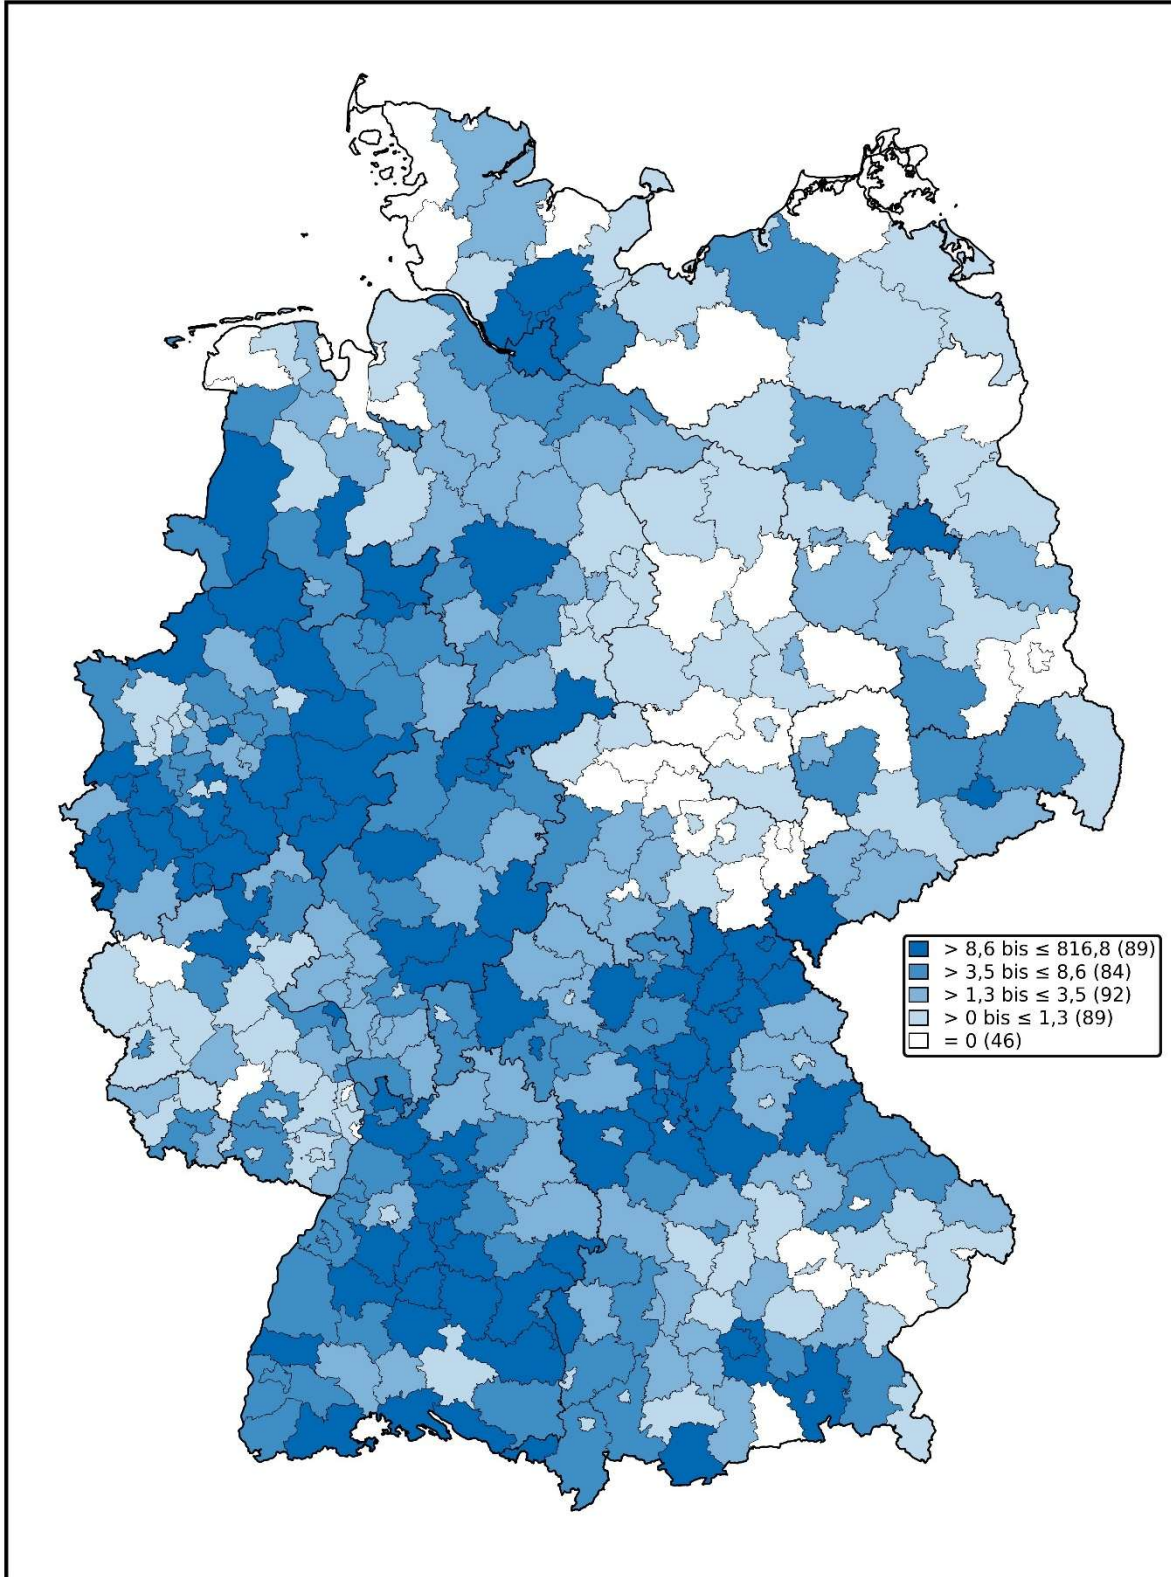 > 8,6 bis ≤ 816,8 (89)
> 3,5 bis ≤ 8,6 (84)
> 1,3 bis ≤ 3,5 (92)
> 0 bis ≤ 1,3 (89)
= 0 (46)